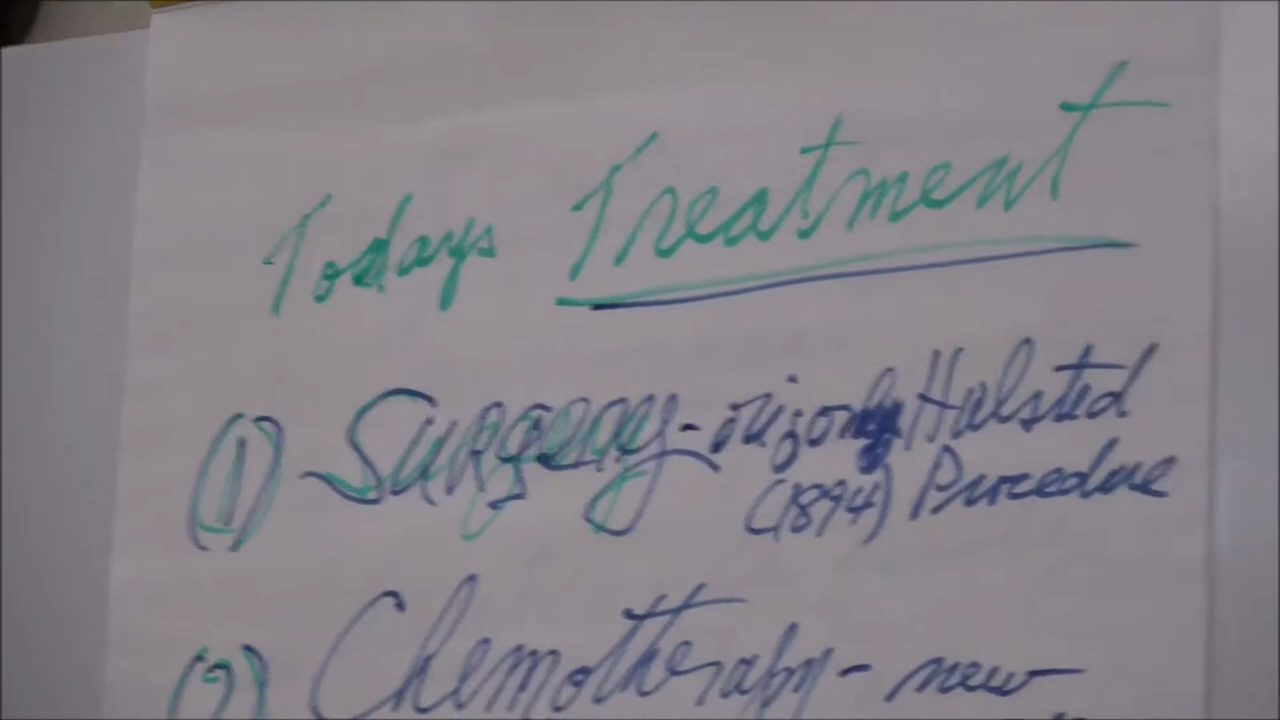 Todays Treatment
(1) Surgery - Halsted
(1894) Procedure
(2) Chemotherapy - new